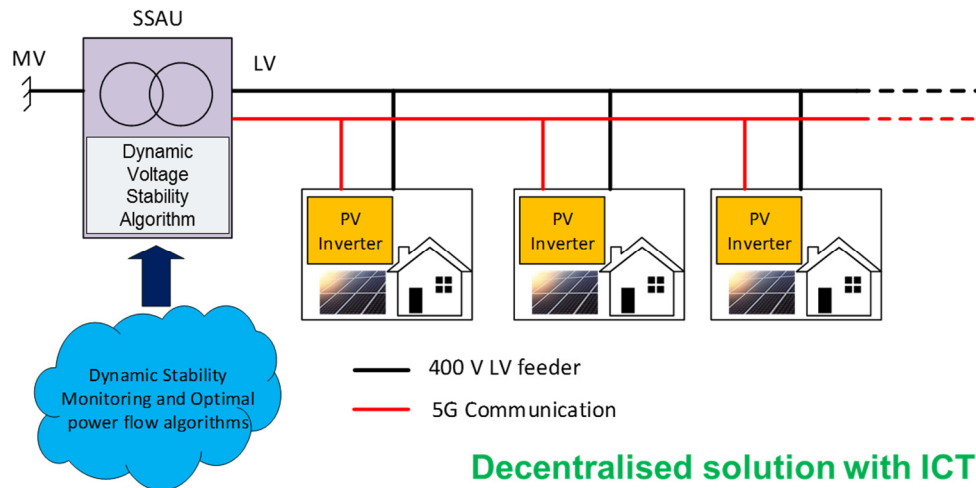 SSAU
MV
LV
Dynamic
Voltage
Stability
Algorithm
PV
Inverter
PV
Inverter
PV
Inverter
Dynamic Stability
Monitoring and Optimal
power flow algorithms
400 V LV feeder
5G Communication
Decentralised solution with ICT